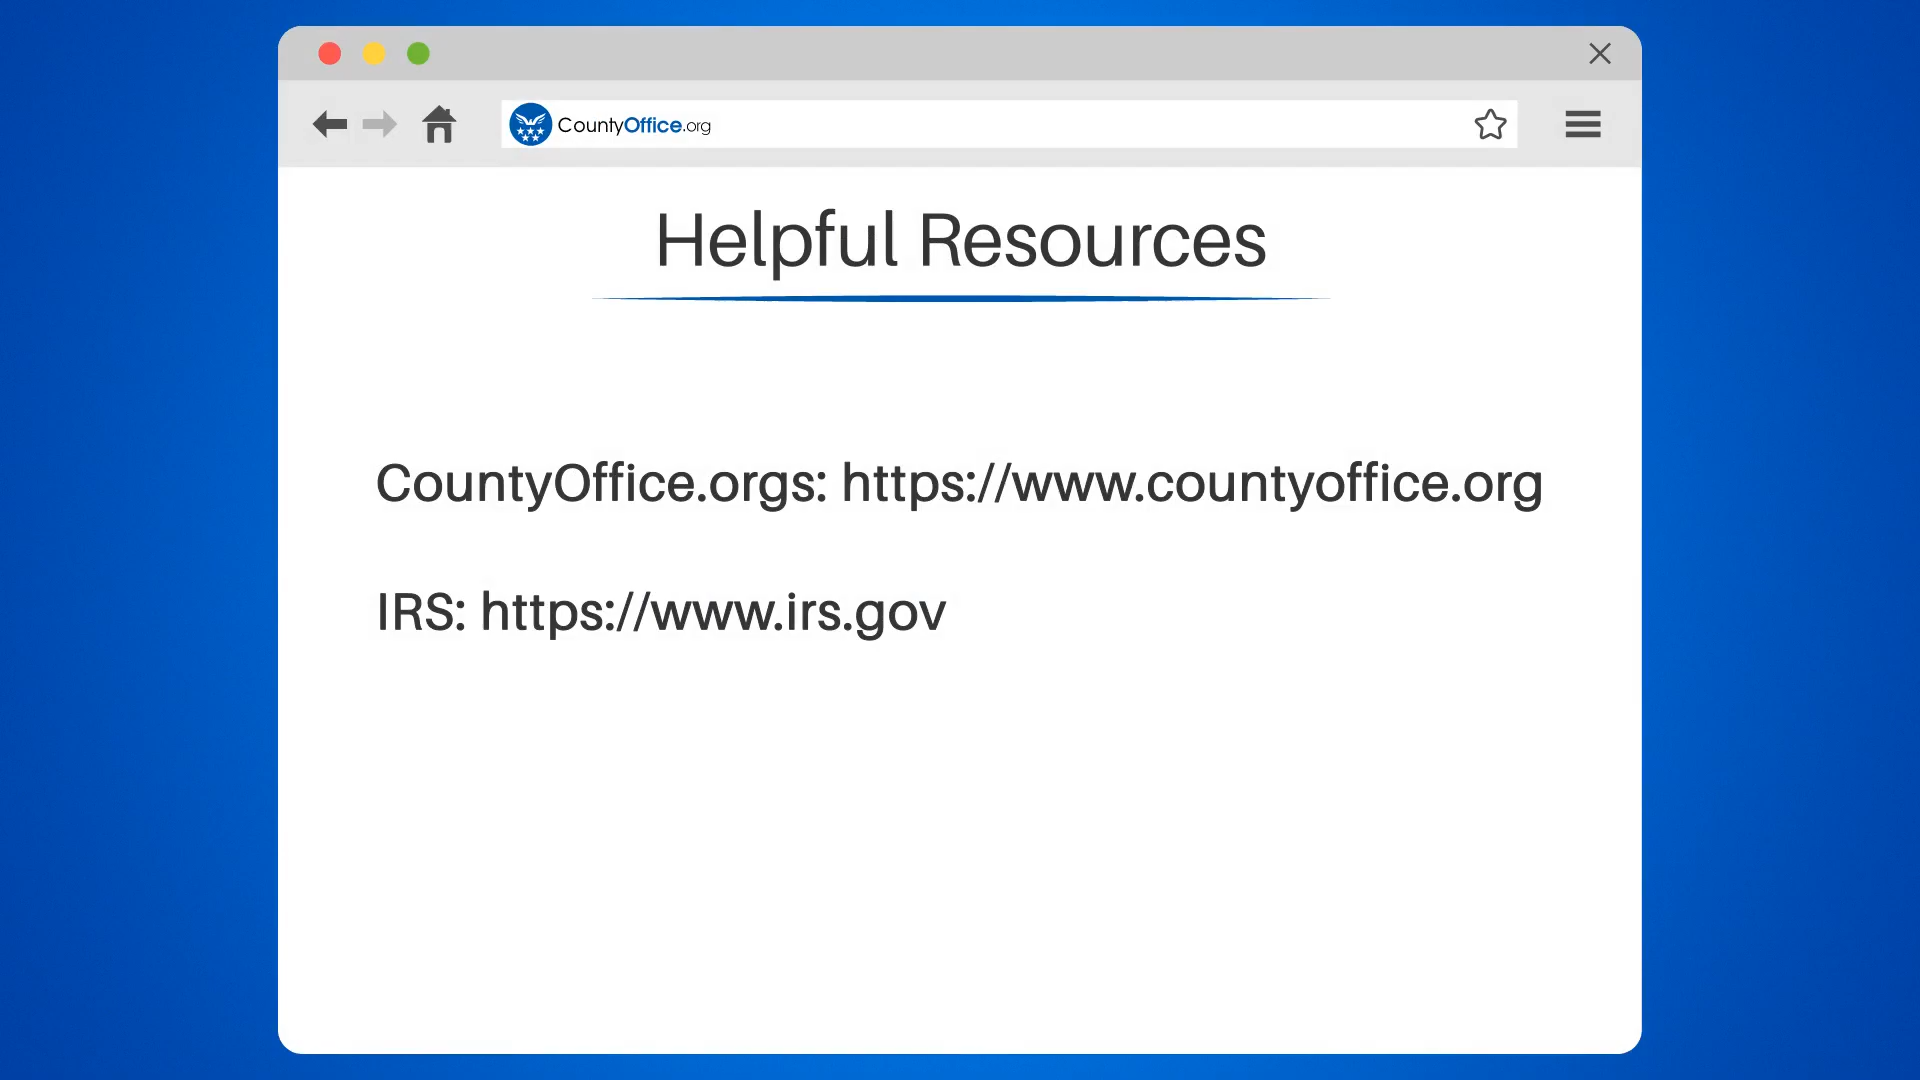 CountyOffice.org
Helpful Resources
CountyOffice.orgs: https://www.countyoffice.org
IRS: https://www.irs.gov